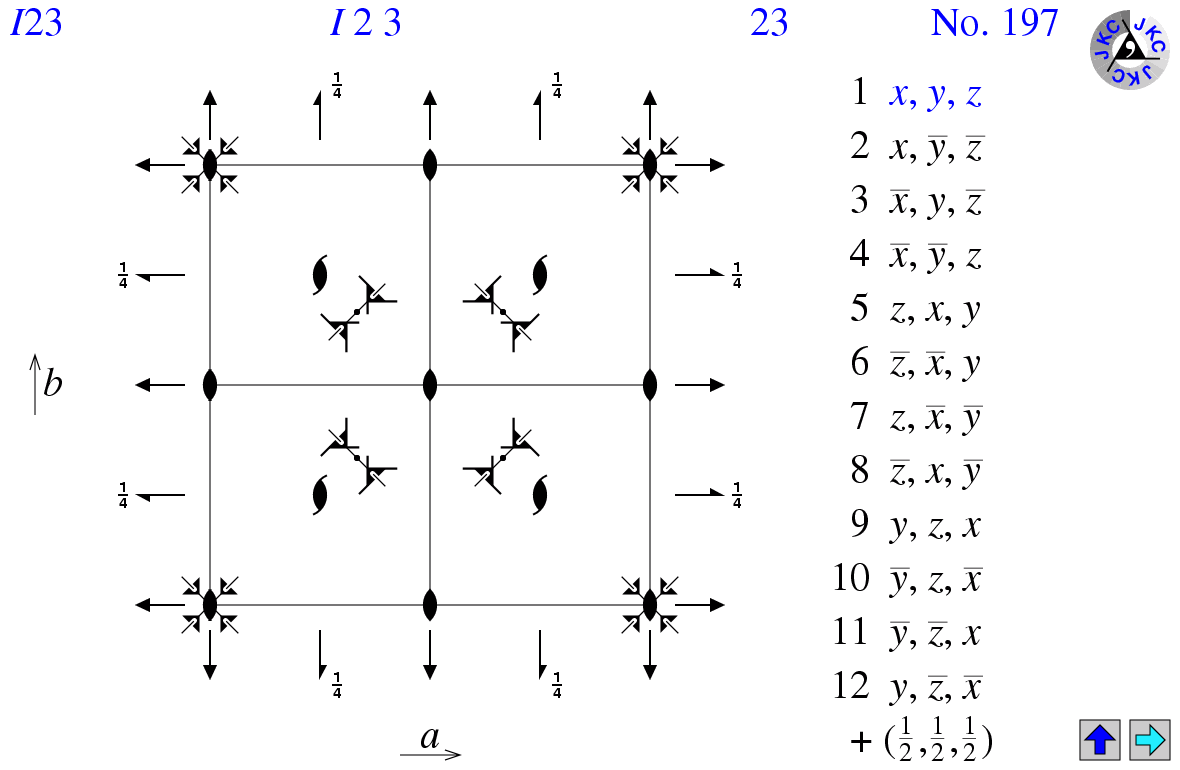 I23 I 2 3 23 No. 197
JKC JKC JKC
1/4 1/4
1 x, y, z
2 x, y̅, z̅
3 x̅, y, z̅
4 x̅, y̅, z
1/4 1/4
5 z, x, y
6 z̅, x̅, y
b
7 z, x̅, y̅
8 z̅, x, y̅
1/4 1/4
9 y, z, x
10 y̅, z, x̅
11 y̅, z̅, x
12 y, z̅, x̅
1/4 1/4
a
+ (1/2, 1/2, 1/2)